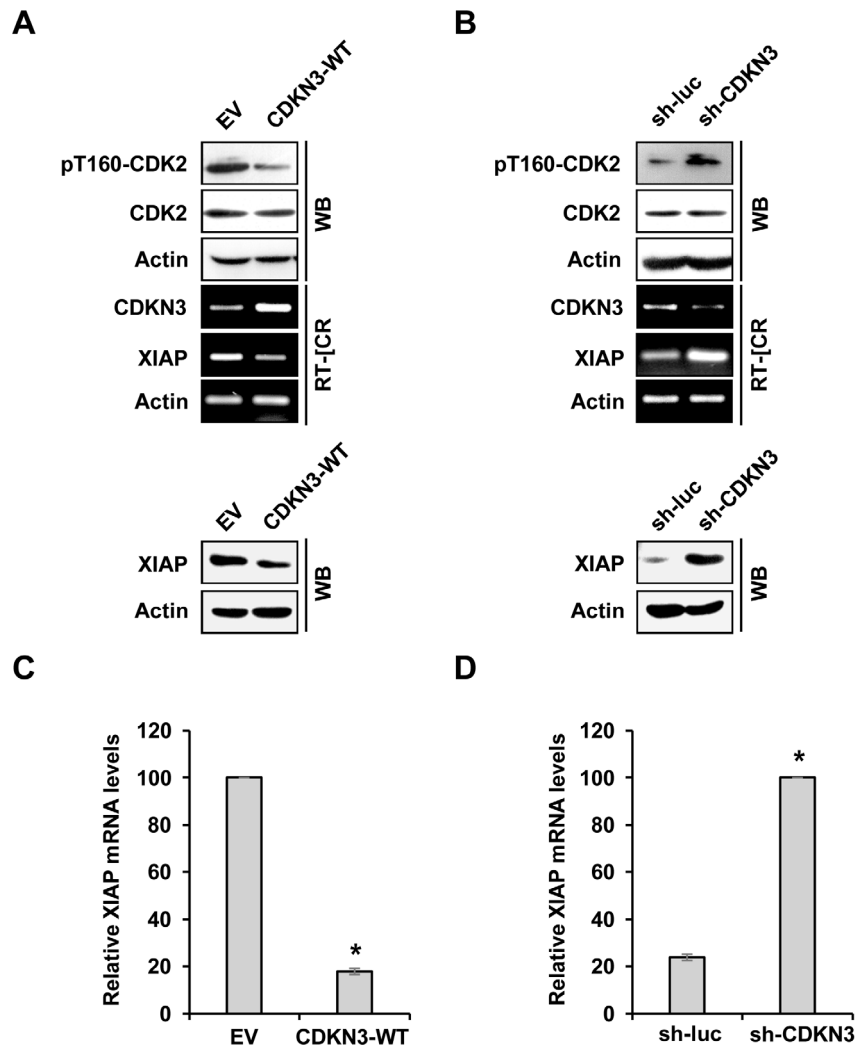 A
B
EV
CDKN3-WT
sh-luc
sh-CDKN3
pT160-CDK2
CDK2
Actin
WB
CDKN3
XIAP
Actin
RT-[CR
pT160-CDK2
CDK2
Actin
WB
CDKN3
XIAP
Actin
RT-[CR
EV
CDKN3-WT
XIAP
Actin
WB
sh-luc
sh-CDKN3
XIAP
Actin
WB
C
D
Relative XIAP mRNA levels
120
100
80
60
40
20
0
*
EV
CDKN3-WT
Relative XIAP mRNA levels
120
100
80
60
40
20
0
*
sh-luc
sh-CDKN3